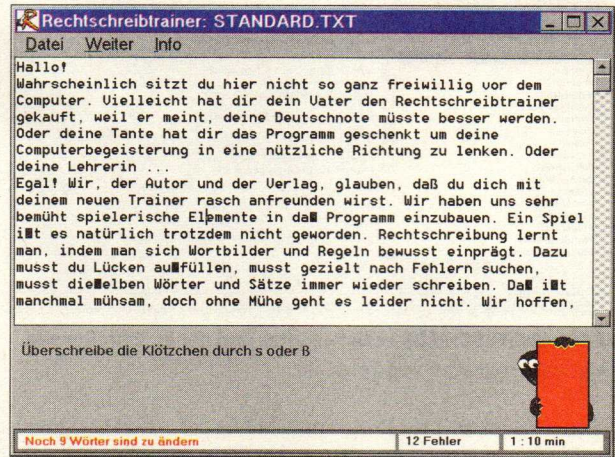 Rechtschreibtrainer: STANDARD.TXT
Datei Weiter Info
Hallo!
Wahrscheinlich sitzt du hier nicht so ganz freiwillig vor dem
Computer. Vielleicht hat dir dein Vater den Rechtschreibtrainer
gekauft, weil er meint, deine Deutschnote müsste besser werden.
Oder deine Tante hat dir das Programm geschenkt um deine
Computerbegeisterung in eine nützliche Richtung zu lenken. Oder
deine Lehrerin ...
Egal! Wir, der Autor und der Verlag, glauben, daß du dich mit
deinem neuen Trainer rasch anfreunden wirst. Wir haben uns sehr
bemüht spielerische Elemente in da■ Programm einzubauen. Ein Spiel
i■t es natürlich trotzdem nicht geworden. Rechtschreibung lernt
man, indem man sich Wortbilder und Regeln bewusst einprägt. Dazu
musst du Lücken au■füllen, musst gezielt nach Fehlern suchen,
musst die■elben Wörter und Sätze immer wieder schreiben. Da■ i■t
manchmal mühsam, doch ohne Mühe geht es leider nicht. Wir hoffen,
Überschreibe die Klötzchen durch s oder ß
Noch 9 Wörter sind zu ändern 12 Fehler 1 : 10 min